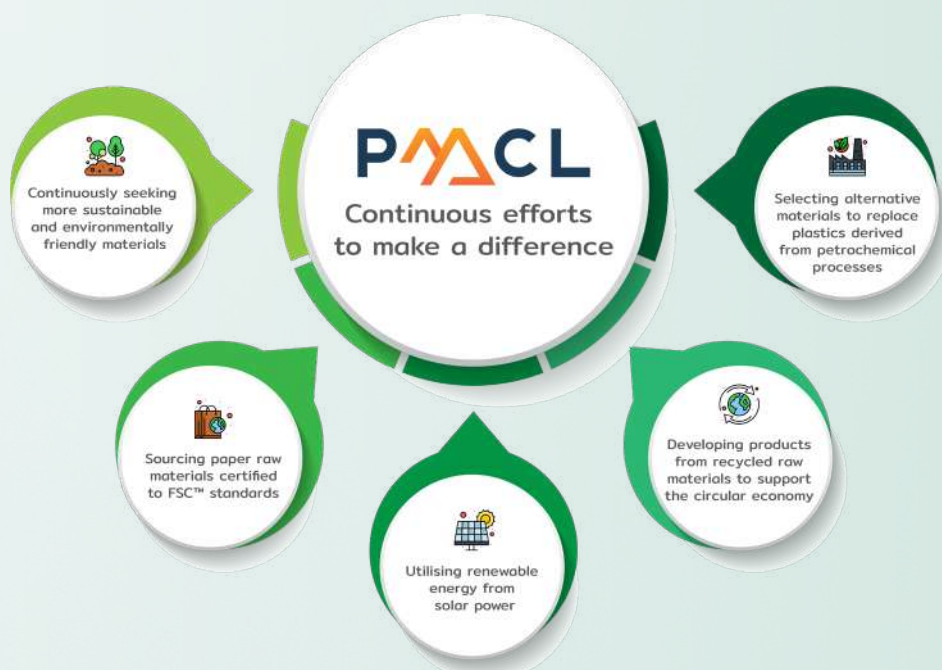 PMCL
Continuous efforts
to make a difference
Continuously seeking
more sustainable
and environmentally
friendly materials
Sourcing paper raw
materials certified
to FSC™ standards
Utilising renewable
energy from
solar power
Developing products
from recycled raw
materials to support
the circular economy
Selecting alternative
materials to replace
plastics derived
from petrochemical
processes